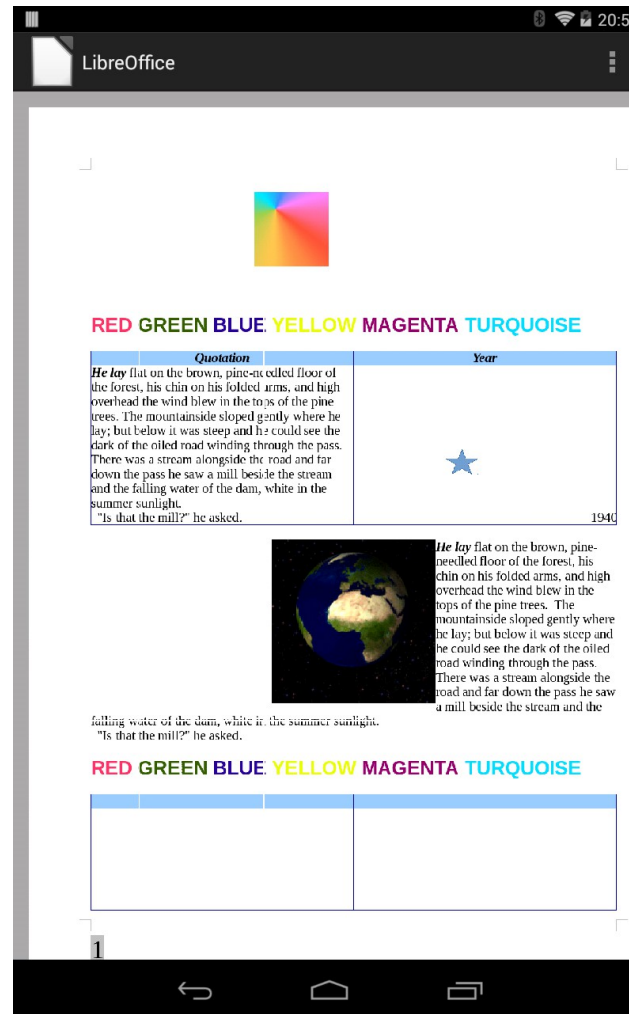 20:5
LibreOffice
RED GREEN BLUE YELLOW MAGENTA TURQUOISE
Quotation Year
He lay flat on the brown, pine-needled floor of
the forest, his chin on his folded arms, and high
overhead the wind blew in the tops of the pine
trees. The mountainside sloped gently where he
lay; but below it was steep and he could see the
dark of the oiled road winding through the pass.
There was a stream alongside the road and far
down the pass he saw a mill beside the stream
and the falling water of the dam, white in the
summer sunlight.
"Is that the mill?" he asked.
1940
He lay flat on the brown, pine-
needled floor of the forest, his
chin on his folded arms, and high
overhead the wind blew in the
tops of the pine trees. The
mountainside sloped gently where
he lay; but below it was steep and
he could see the dark of the oiled
road winding through the pass.
There was a stream alongside the
road and far down the pass he saw
a mill beside the stream and the
falling water of the dam, white in the summer sunlight.
"Is that the mill?" he asked.
RED GREEN BLUE YELLOW MAGENTA TURQUOISE
1